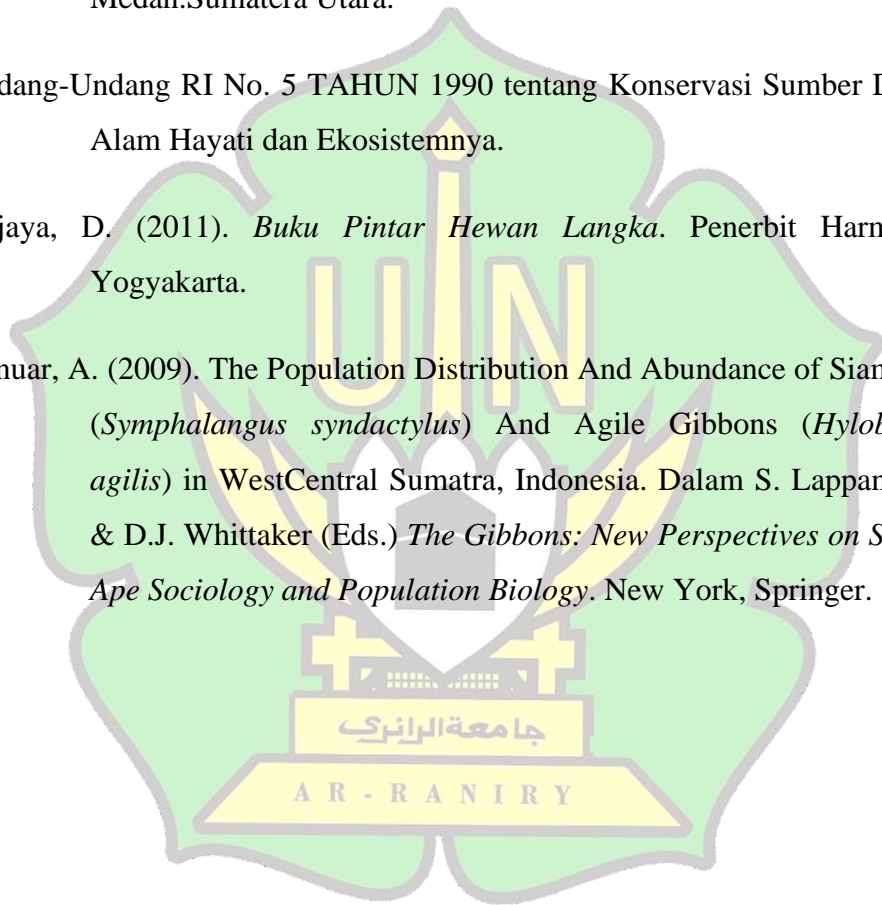 Medan.Sumatera Utara.
dang-Undang RI No. 5 TAHUN 1990 tentang Konservasi Sumber D
Alam Hayati dan Ekosistemnya.
jaya, D. (2011). Buku Pintar Hewan Langka. Penerbit Harn
Yogyakarta.
nuar, A. (2009). The Population Distribution And Abundance of Sian
(Symphalangus syndactylus) And Agile Gibbons (Hylob
agilis) in WestCentral Sumatra, Indonesia. Dalam S. Lappan
& D.J. Whittaker (Eds.) The Gibbons: New Perspectives on S
Ape Sociology and Population Biology. New York, Springer.
UIN
جامعة الرانري
AR-RANIRY